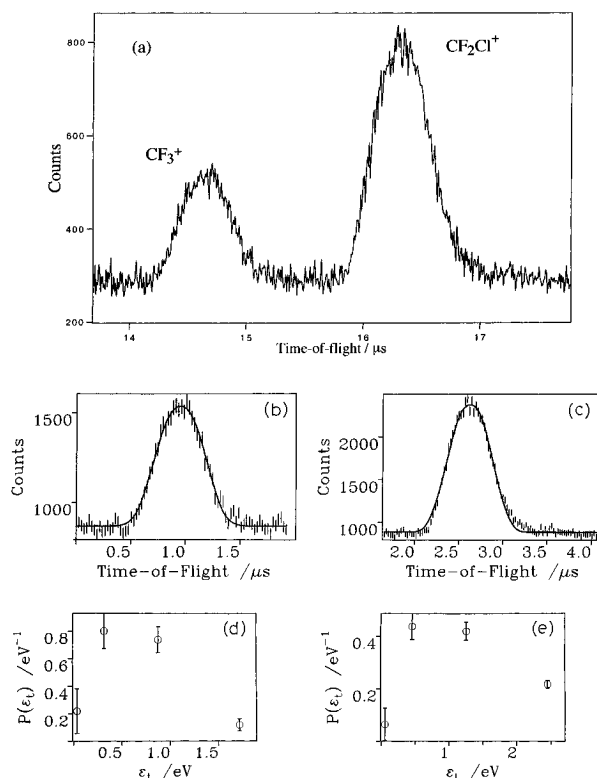 (a)
CF₃⁺
CF₂Cl⁺
Counts
800
600
400
200
14
15
16
17
Time-of-flight / μs
(b)
Counts
1500
1000
0.5
1.0
1.5
Time-of-Flight /μs
(c)
Counts
2000
1500
1000
2.0
2.5
3.0
3.5
4.0
Time-of-Flight /μs
(d)
P(εₜ) /eV⁻¹
0.8
0.6
0.4
0.2
0.5
1.0
1.5
εₜ/eV
(e)
P(εₜ) /eV⁻¹
0.4
0.2
0
1
2
εₜ/eV